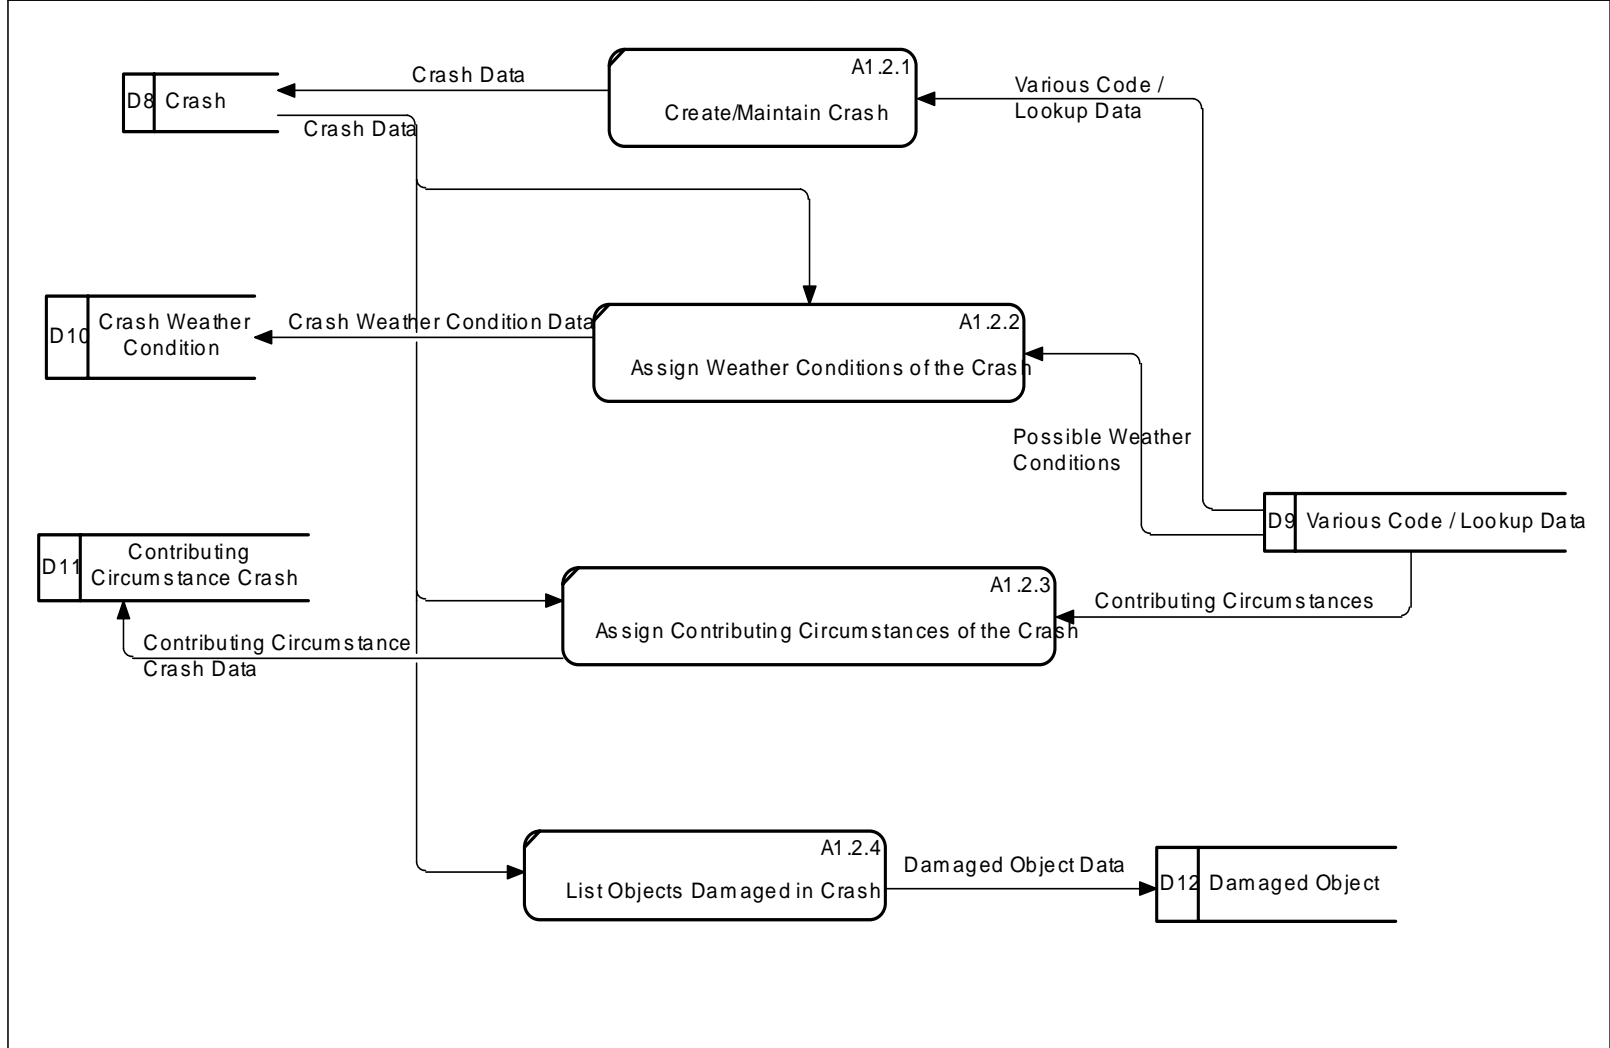 A1.2.1
Crash Data
Various Code /
Lookup Data
D8
Crash
Create/Maintain Crash
Crash Data
Crash Weather
Condition
D10
Crash Weather Condition Data
A1.2.2
Assign Weather Conditions of the Crash
Possible Weather
Conditions
D9
Various Code / Lookup Data
D11
Contributing
Circumstance Crash
A1.2.3
Contributing Circumstances
Assign Contributing Circumstances of the Crash
Contributing Circumstance
Crash Data
A1.2.4
List Objects Damaged in Crash
Damaged Object Data
D12
Damaged Object